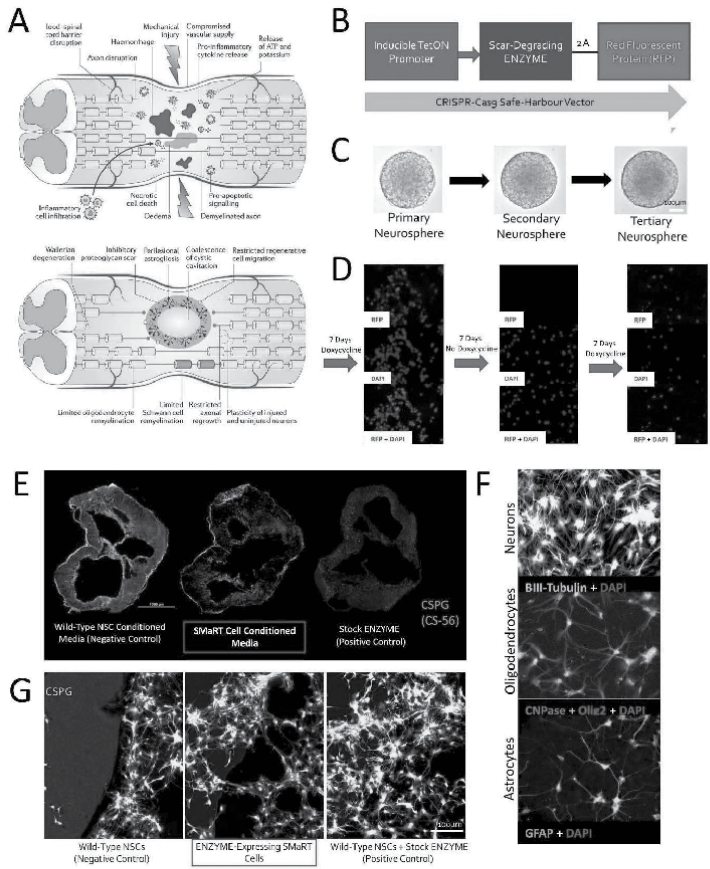 A
Blood-spinal
cord barrier
disruption
Axon disruption
Haemorrhage
Mechanical
injury
Compromised
vascular supply
Pro-inflammatory
cytokine release
Release
of ATP and
potassium
Inflammatory
cell infiltration
Necrotic
cell death
Oedema
Pro-apoptotic
signalling
Demyelinated axon
Wallerian
degeneration
Inhibitory
proteoglycan scar
Perilesional
astrogliosis
Coalescence
of cystic
cavitation
Restricted regenerative
cell migration
Limited oligodendrocyte
remyelination
Limited
Schwann cell
remyelination
Restricted
axonal
regrowth
Plasticity of injured
and uninjured neurons
B
Inducible TetON
Promoter
Scar-Degrading
ENZYME
2A
Red Fluorescent
Protein (RFP)
CRISPR-Cas9 Safe-Harbour Vector
C
Primary
Neurosphere
Secondary
Neurosphere
100μm
Tertiary
Neurosphere
D
7 Days
Doxycycline
RFP
DAPI
RFP + DAPI
7 Days
No Doxycycline
RFP
DAPI
RFP + DAPI
7 Days
Doxycycline
RFP
DAPI
RFP + DAPI
E
Wild-Type NSC Conditioned
Media (Negative Control)
SMaRT Cell Conditioned
Media
Stock ENZYME
(Positive Control)
CSPG
(CS-56)
F
Neurons
BIII-Tubulin + DAPI
Oligodendrocytes
CNPase + Olig2 + DAPI
Astrocytes
GFAP + DAPI
G
CSPG
100μm
Wild-Type NSCs
(Negative Control)
ENZYME-Expressing SMaRT
Cells
Wild-Type NSCs + Stock ENZYME
(Positive Control)